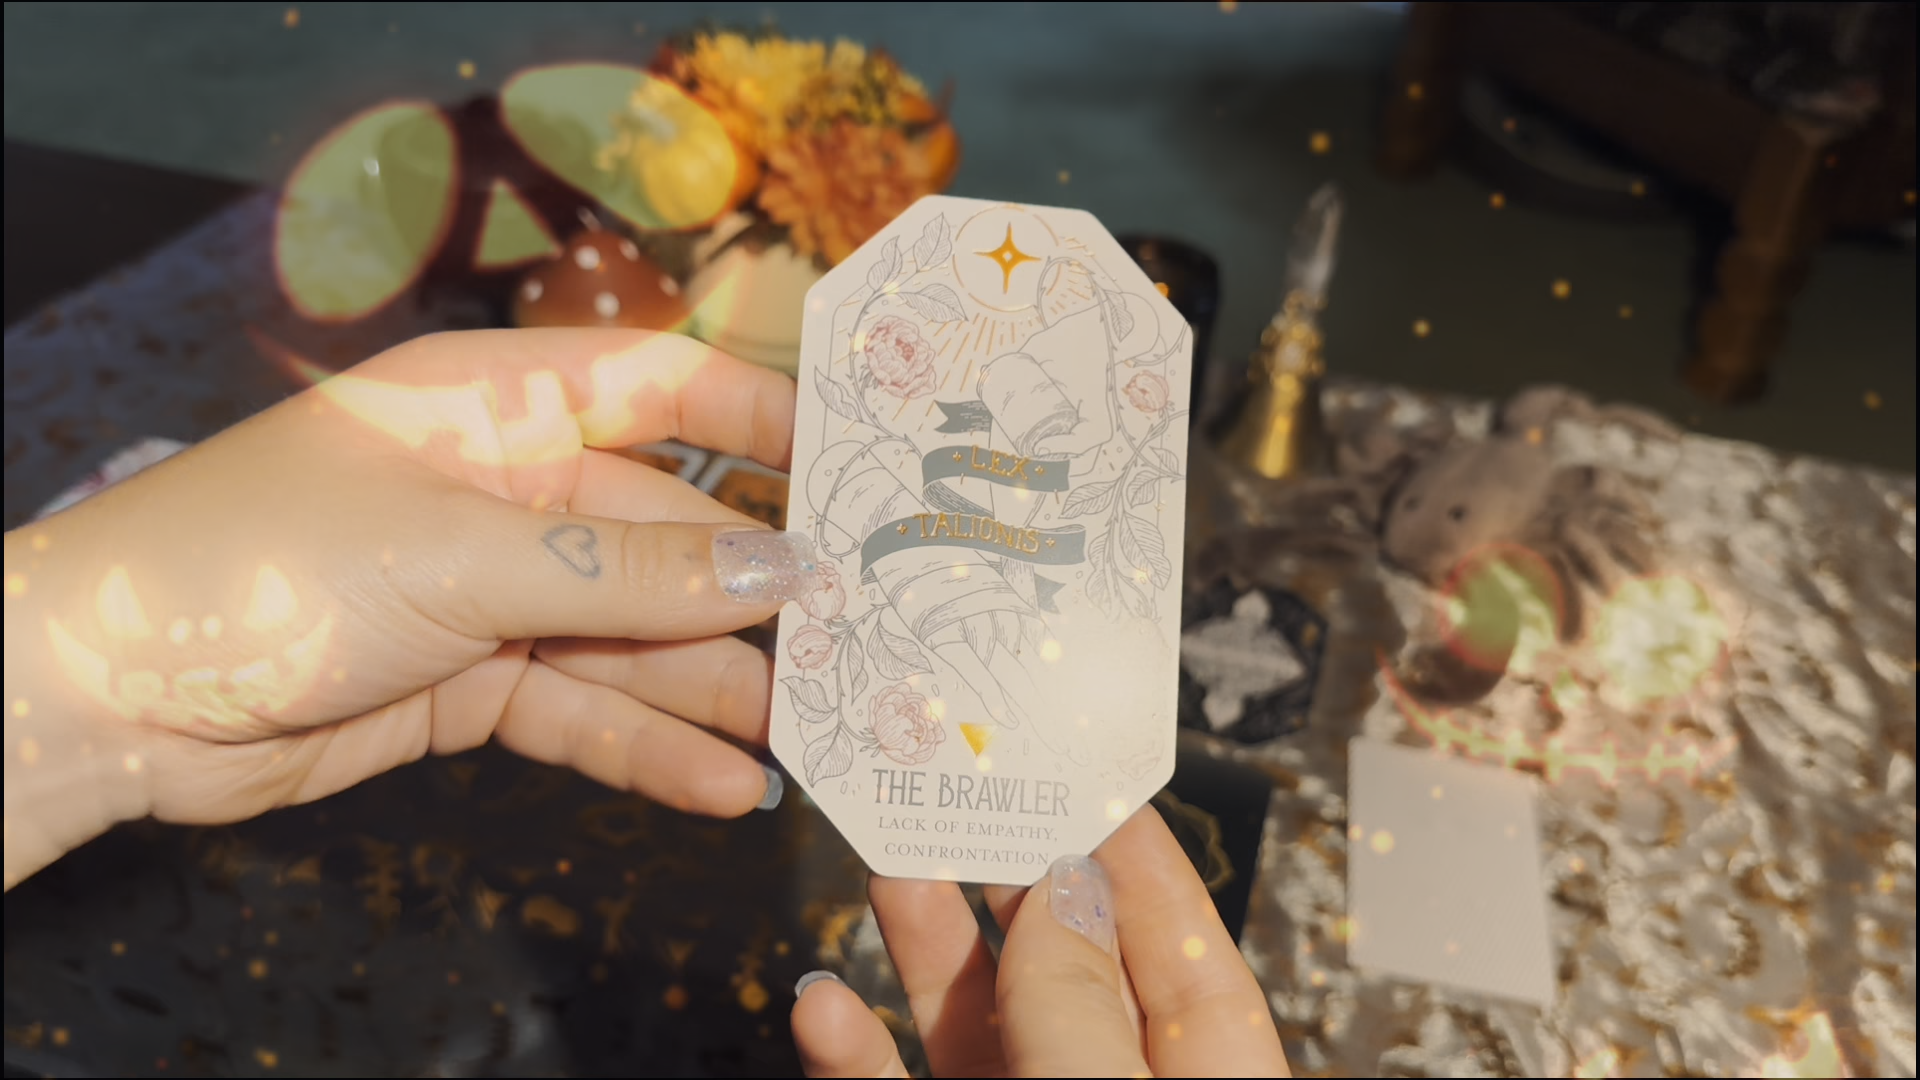 LEX
TALIONIS
THE BRAWLER
LACK OF EMPATHY,
CONFRONTATION